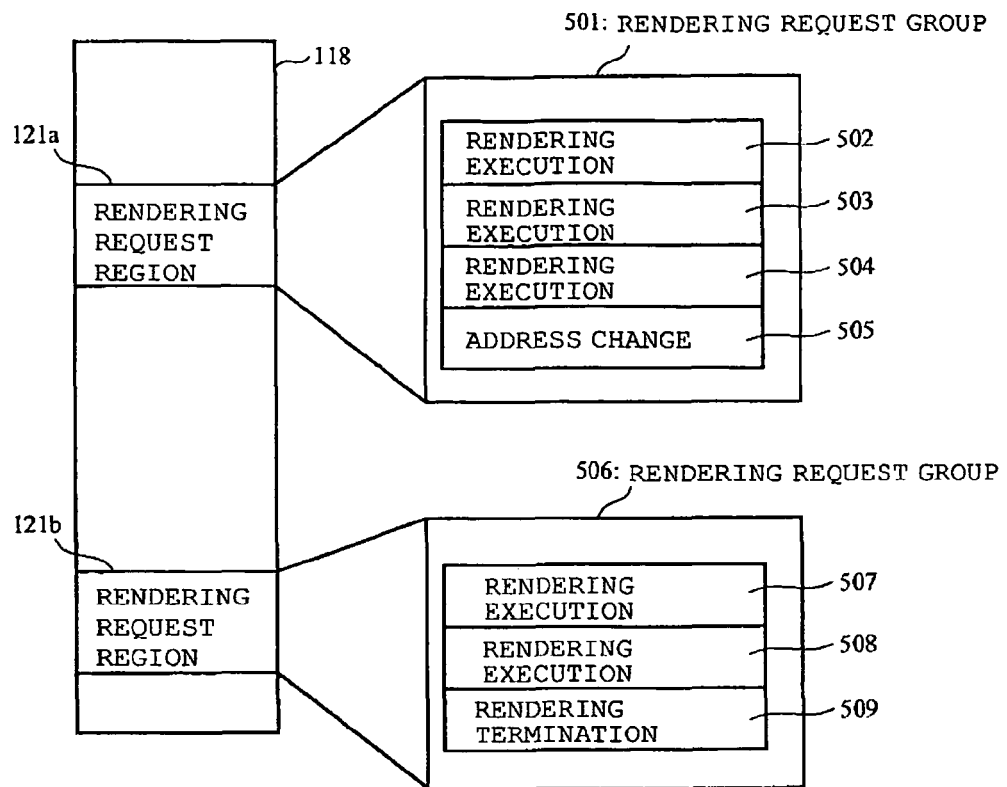 501: RENDERING REQUEST GROUP
118
121a
RENDERING
REQUEST
REGION
RENDERING
EXECUTION
502
RENDERING
EXECUTION
503
RENDERING
EXECUTION
504
ADDRESS CHANGE
505
506: RENDERING REQUEST GROUP
121b
RENDERING
REQUEST
REGION
RENDERING
EXECUTION
507
RENDERING
EXECUTION
508
RENDERING
TERMINATION
509